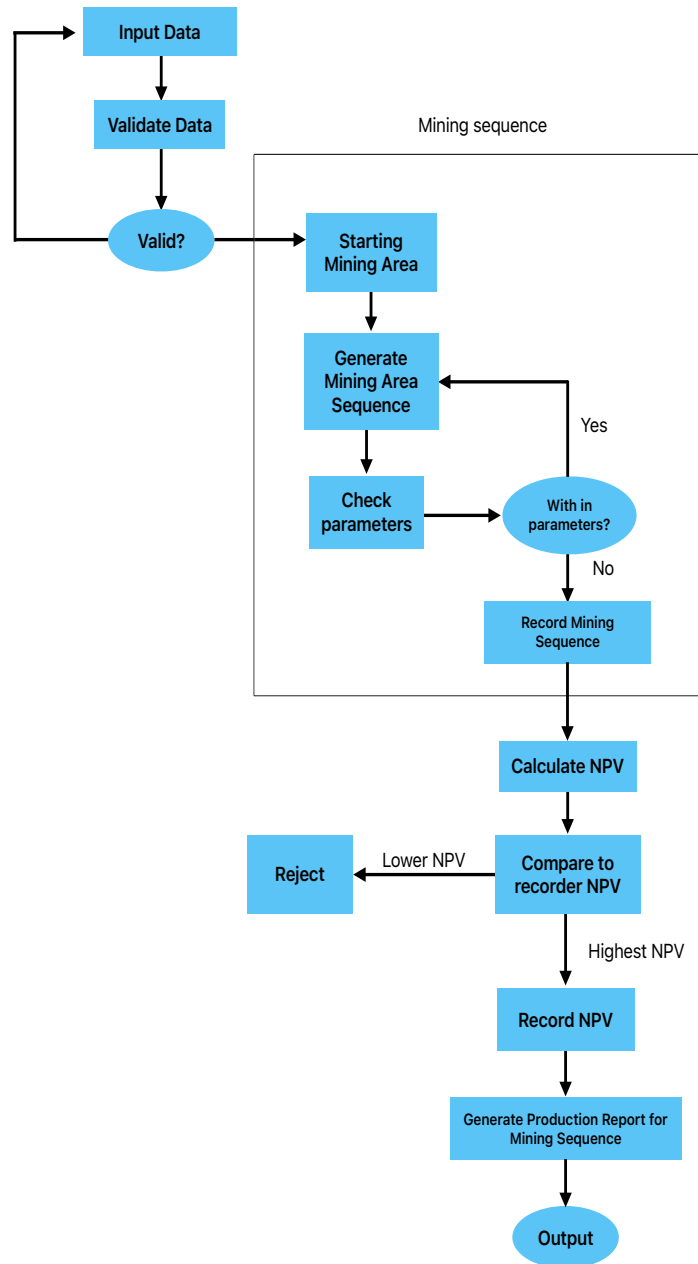 Input Data
Validate Data
Mining sequence
Valid?
Starting
Mining Area
Generate
Mining Area
Sequence
Yes
Check
parameters
With in
parameters?
No
Record Mining
Sequence
Calculate NPV
Reject
Lower NPV
Compare to
recorder NPV
Highest NPV
Record NPV
Generate Production Report for
Mining Sequence
Output